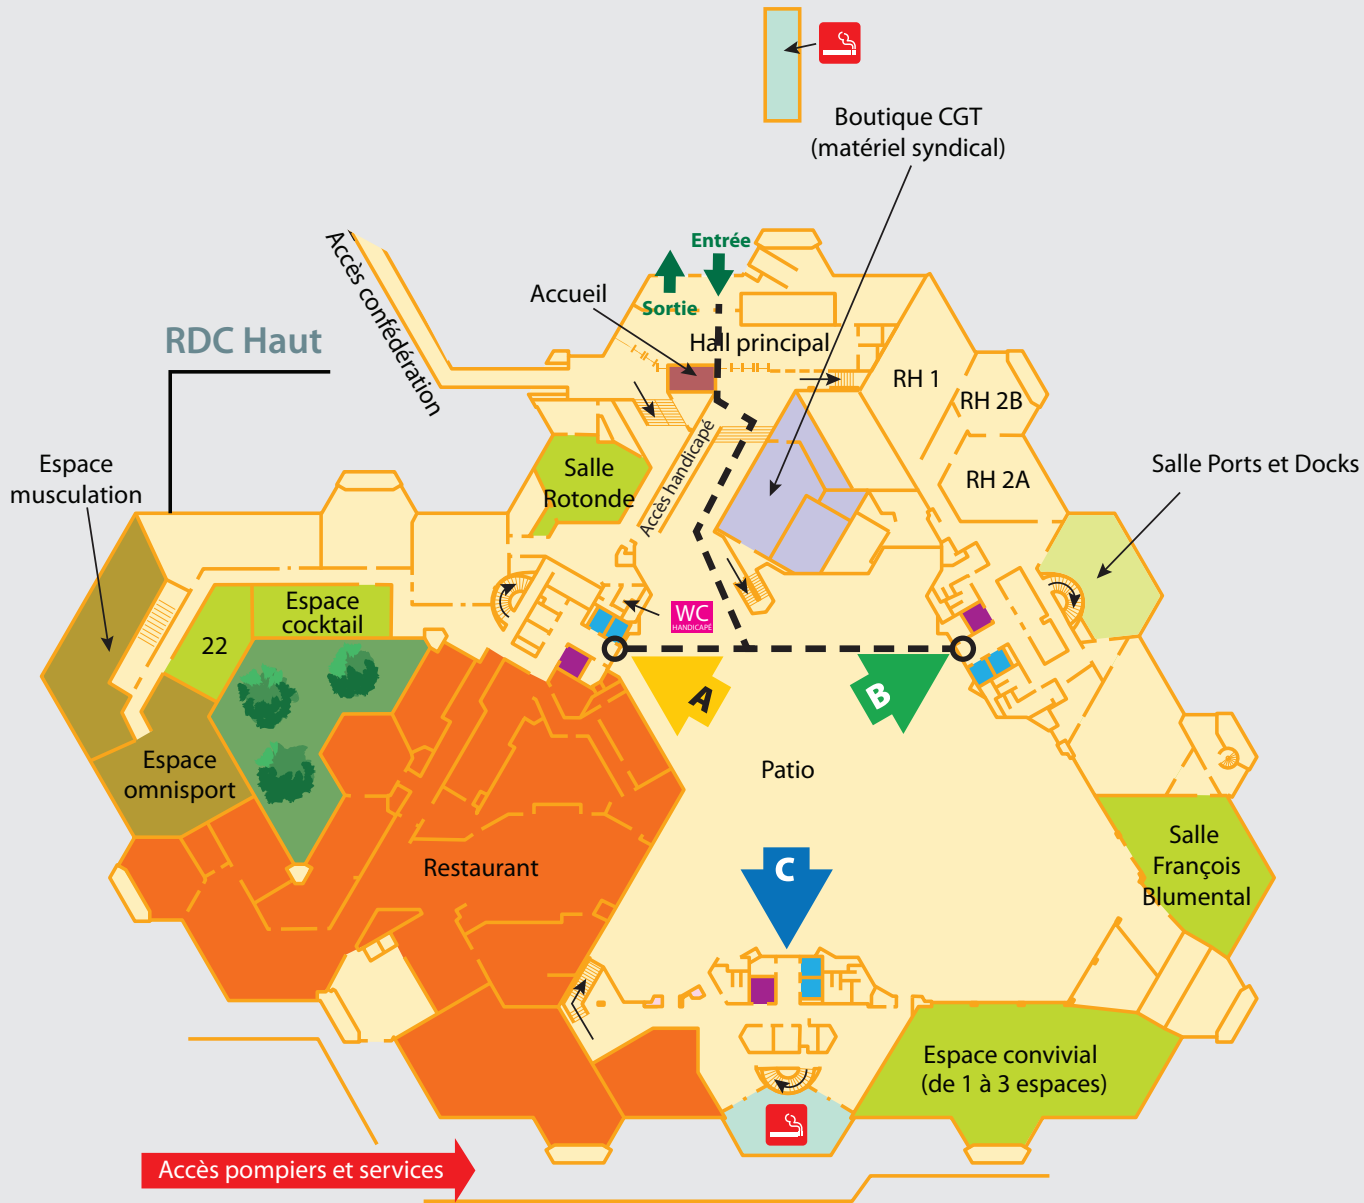 Boutique CGT
(matériel syndical)
Entrée
Sortie
Accès confédération
Accueil
Hall principal
RDC Haut
RH 1
RH 2B
RH 2A
Accès handicapé
Salle
Rotonde
Espace
musculation
Salle Ports et Docks
Espace
cocktail
22
WC
HANDICAPÉ
A
B
Espace
omnisport
Patio
Restaurant
C
Salle
François
Blumental
Espace convivial
(de 1 à 3 espaces)
Accès pompiers et services